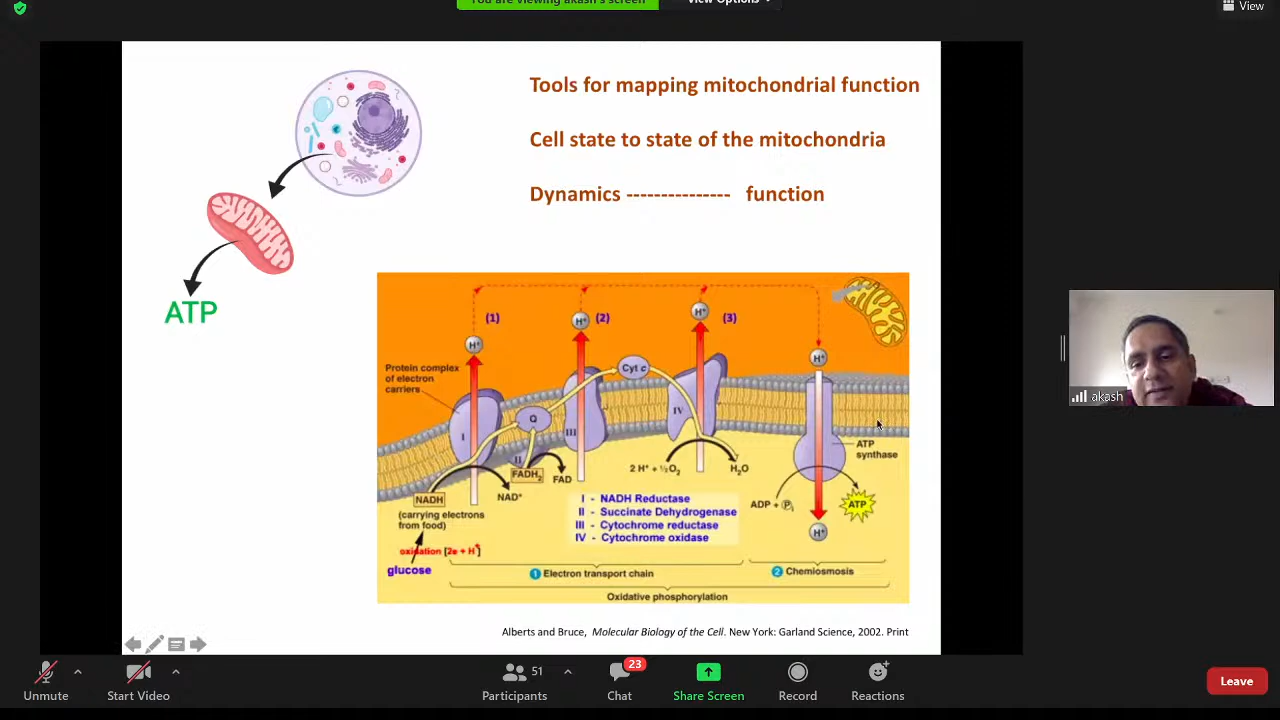 You are viewing akash's screen
View Options
View
Tools for mapping mitochondrial function
Cell state to state of the mitochondria
Dynamics --------------- function
ATP
(1)
(2)
(3)
H⁺
H⁺
H⁺
H⁺
Protein complex
of electron
carriers
Cyt c
Q
I
II
III
IV
ATP
synthase
FADH₂
FAD
2 H⁺ + ½O₂
H₂O
NADH
NAD⁺
(carrying electrons
from food)
ADP + Pi
ATP
H⁺
I - NADH Reductase
II - Succinate Dehydrogenase
III - Cytochrome reductase
IV - Cytochrome oxidase
oxidation [2e + H⁺]
glucose
1 Electron transport chain
2 Chemiosmosis
Oxidative phosphorylation
Alberts and Bruce, Molecular Biology of the Cell. New York: Garland Science, 2002. Print
akash
Unmute
Start Video
51
Participants
23
Chat
Share Screen
Record
Reactions
Leave